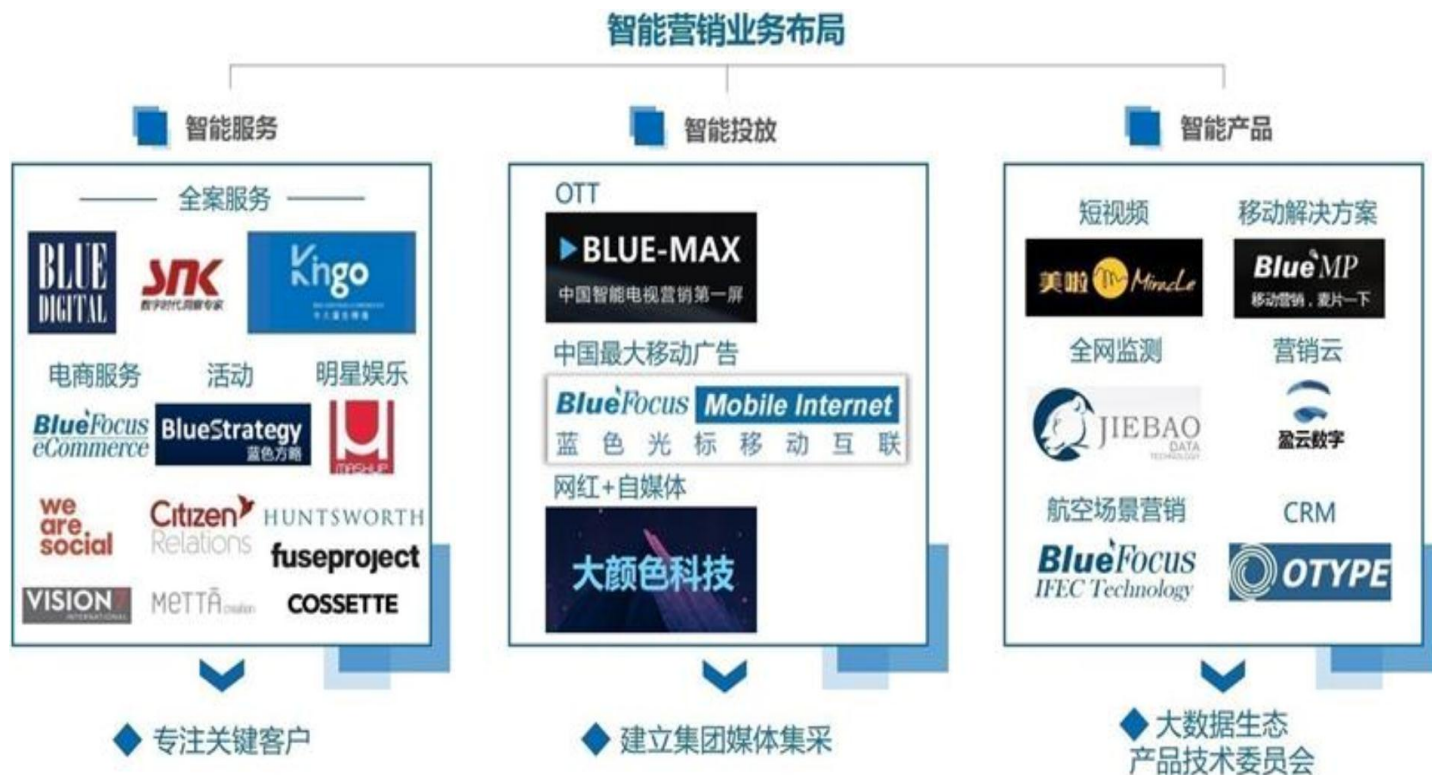 智能营销业务布局
智能服务
全案服务
BLUE
DIGITAL
SNK
数字时代洞察专家
Kingo
电商服务
活动
明星娱乐
BlueFocus
eCommerce
BlueStrategy
蓝色方略
MASHUP
we
are
social
Citizen
Relations
HUNTSWORTH
fuseproject
VISION7
INTERNATIONAL
METTĀ creation
COSSETTE
专注关键客户
智能投放
OTT
BLUE-MAX
中国智能电视营销第一屏
中国最大移动广告
BlueFocus Mobile Internet
蓝色光标移动互联
网红+自媒体
大颜色科技
建立集团媒体集采
智能产品
短视频
移动解决方案
美啦 Miracle
BlueMP
移动营销，麦片一下
全网监测
营销云
JIEBAO
DATA
TECHNOLOGY
盈云数字
航空场景营销
CRM
BlueFocus
IFEC Technology
OTYPE
大数据生态
产品技术委员会